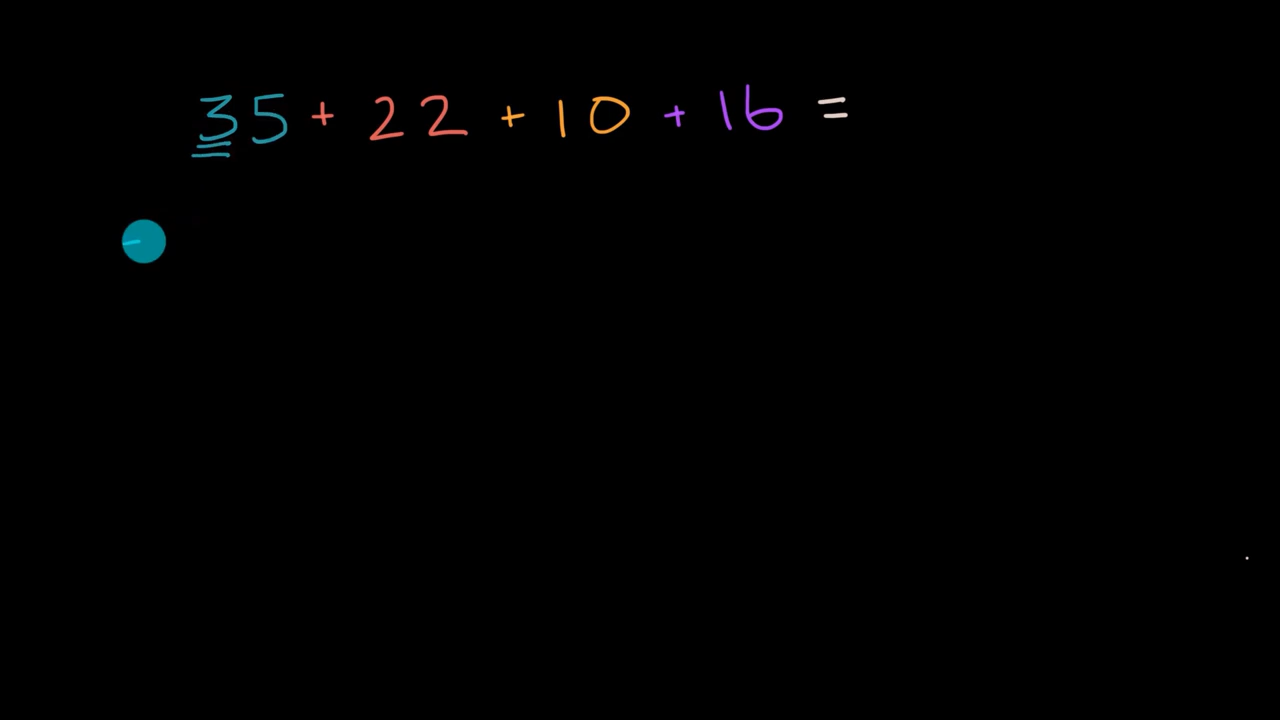 35 + 22 + 10 + 16 =